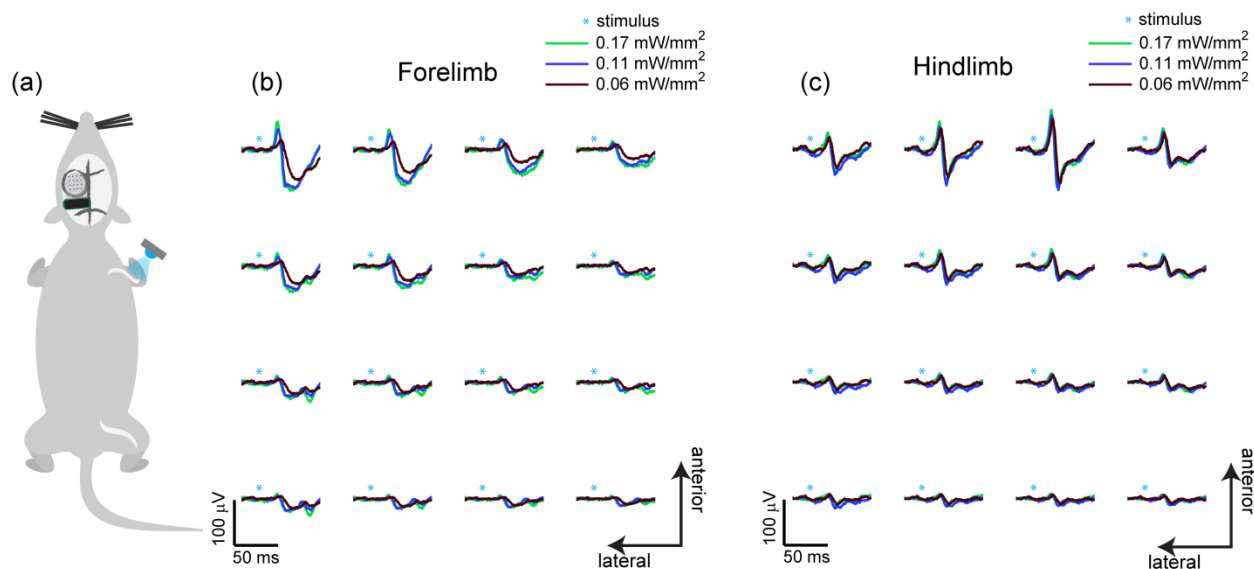 (a)
(b)
Forelimb
* stimulus
0.17 mW/mm²
0.11 mW/mm²
0.06 mW/mm²
100 μV
50 ms
anterior
lateral
(c)
Hindlimb
* stimulus
0.17 mW/mm²
0.11 mW/mm²
0.06 mW/mm²
100 μV
50 ms
anterior
lateral